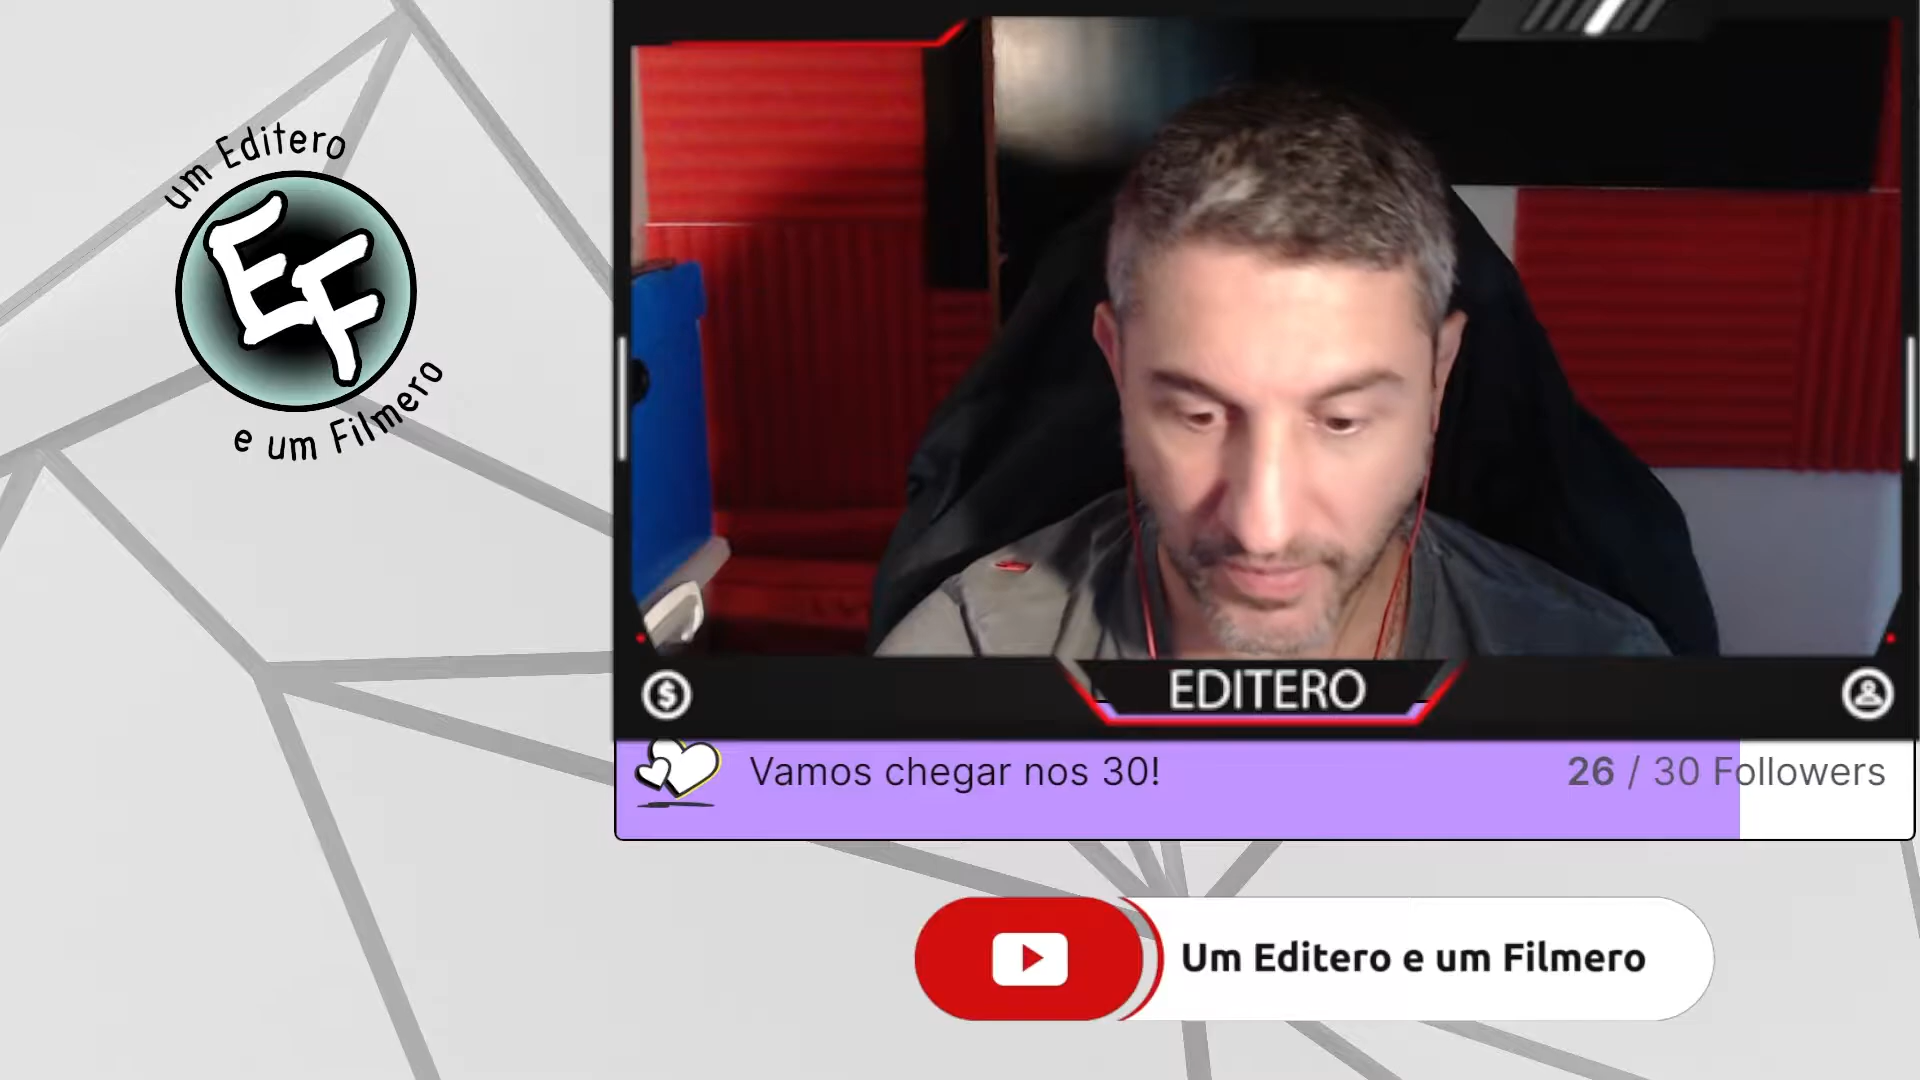 um Editero
EF
e um Filmero
EDITERO
Vamos chegar nos 30!
26 / 30 Followers
Um Editero e um Filmero